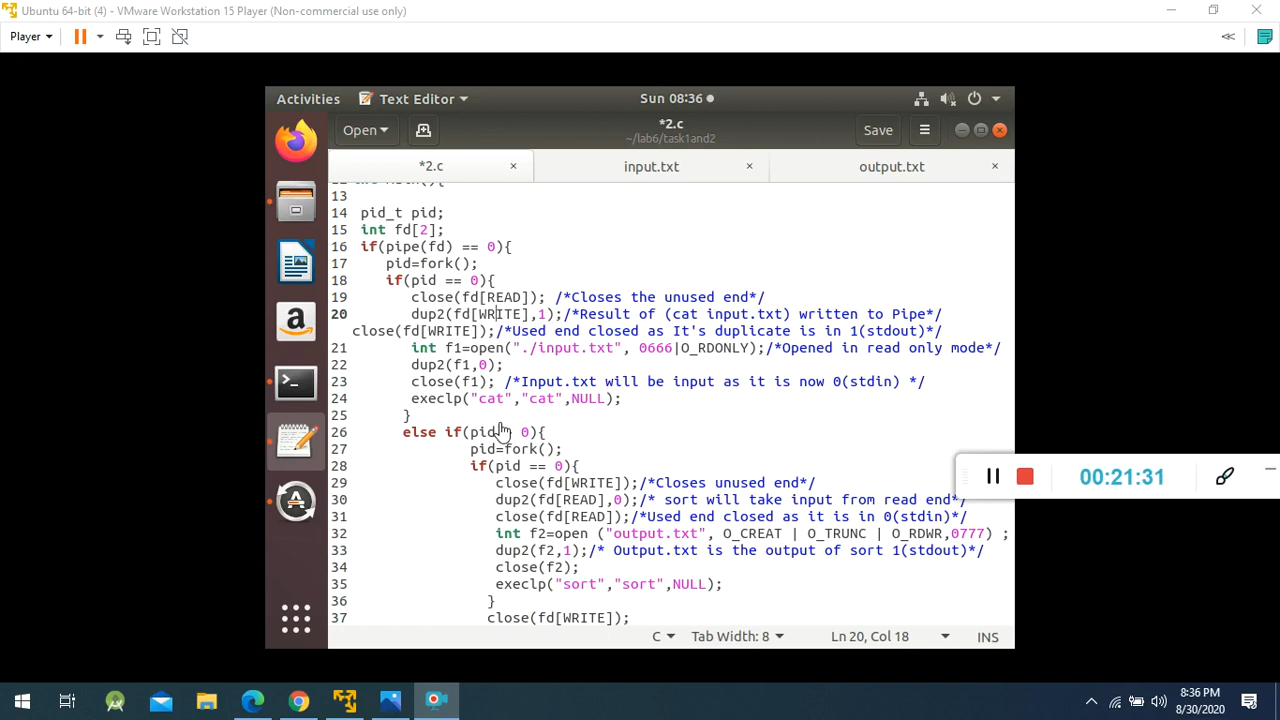 Ubuntu 64-bit (4) - VMware Workstation 15 Player (Non-commercial use only)
Player
Activities Text Editor Sun 08:36
Open *2.c Save
~/lab6/task1and2
*2.c input.txt output.txt
13
14 pid_t pid;
15 int fd[2];
16 if(pipe(fd) == 0){
17 pid=fork();
18 if(pid == 0){
19 close(fd[READ]); /*Closes the unused end*/
20 dup2(fd[WRITE],1);/*Result of (cat input.txt) written to Pipe*/
close(fd[WRITE]);/*Used end closed as It's duplicate is in 1(stdout)*/
21 int f1=open("./input.txt", 0666|O_RDONLY);/*Opened in read only mode*/
22 dup2(f1,0);
23 close(f1); /*Input.txt will be input as it is now 0(stdin) */
24 execlp("cat","cat",NULL);
25 }
26 else if(pid 0){
27 pid=fork();
28 if(pid == 0){
29 close(fd[WRITE]);/*Closes unused end*/
30 dup2(fd[READ],0);/* sort will take input from read end*/
31 close(fd[READ]);/*Used end closed as it is in 0(stdin)*/
32 int f2=open ("output.txt", O_CREAT | O_TRUNC | O_RDWR,0777) ;
33 dup2(f2,1);/* Output.txt is the output of sort 1(stdout)*/
34 close(f2);
35 execlp("sort","sort",NULL);
36 }
37 close(fd[WRITE]);
C Tab Width: 8 Ln 20, Col 18 INS
00:21:31
8:36 PM
8/30/2020